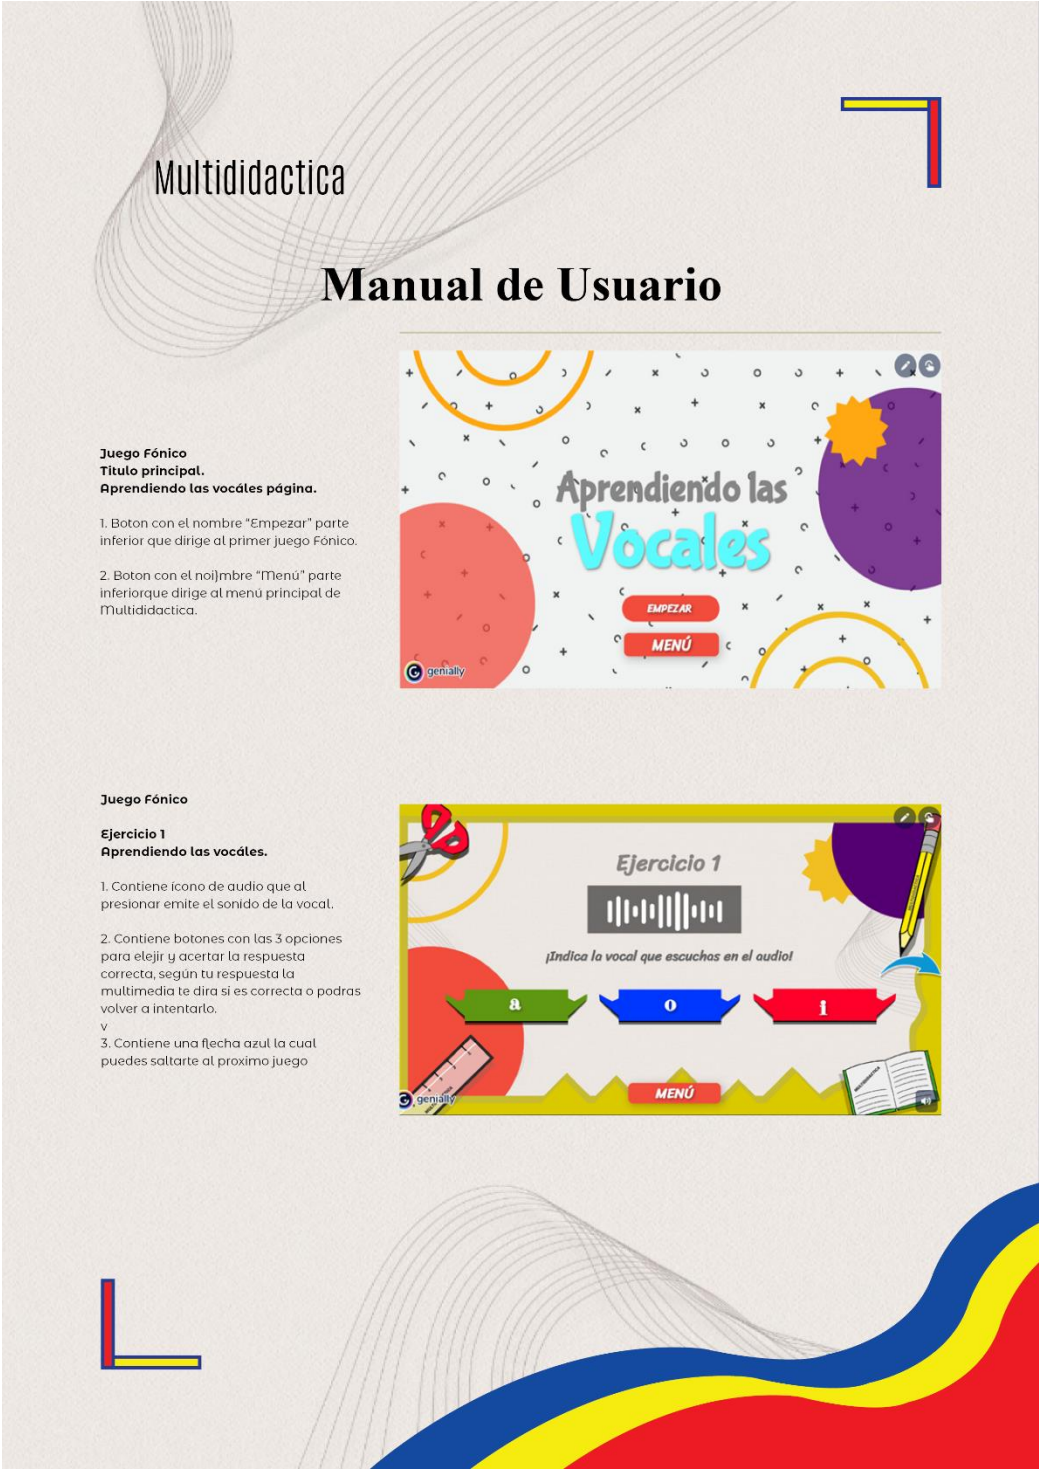 Multididactica
Manual de Usuario
Juego Fónico
Titulo principal.
Aprendiendo las vocáles página.
1. Boton con el nombre “Empezar” parte
inferior que dirige al primer juego Fónico.
2. Boton con el noi}mbre “Menú” parte
inferiorque dirige al menú principal de
Multididactica.
Aprendiendo las
Vocales
EMPEZAR
MENÚ
genially
Juego Fónico
Ejercicio 1
Aprendiendo las vocáles.
1. Contiene ícono de audio que al
presionar emite el sonido de la vocal.
2. Contiene botones con las 3 opciones
para elejir y acertar la respuesta
correcta, según tu respuesta la
multimedia te dira si es correcta o podras
volver a intentarlo.
v
3. Contiene una flecha azul la cual
puedes saltarte al proximo juego
Ejercicio 1
¡Indica la vocal que escuchas en el audio!
a
o
i
MENÚ
genially